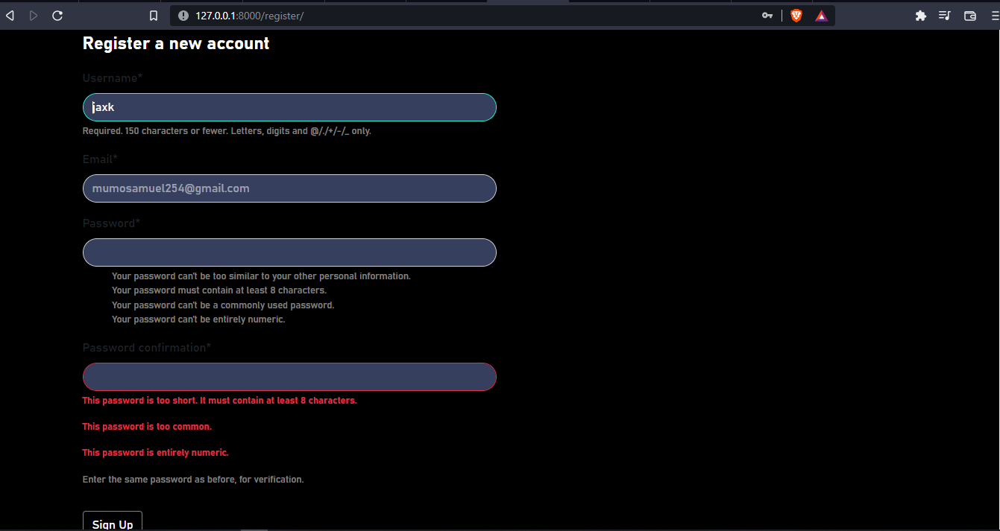 127.0.0.1:8000/register/
Register a new account
Username*
jaxk
Required. 150 characters or fewer. Letters, digits and @/./+/-/_ only.
Email*
mumosamuel254@gmail.com
Password*
Your password can't be too similar to your other personal information.
Your password must contain at least 8 characters.
Your password can't be a commonly used password.
Your password can't be entirely numeric.
Password confirmation*
This password is too short. It must contain at least 8 characters.
This password is too common.
This password is entirely numeric.
Enter the same password as before, for verification.
Sign Up